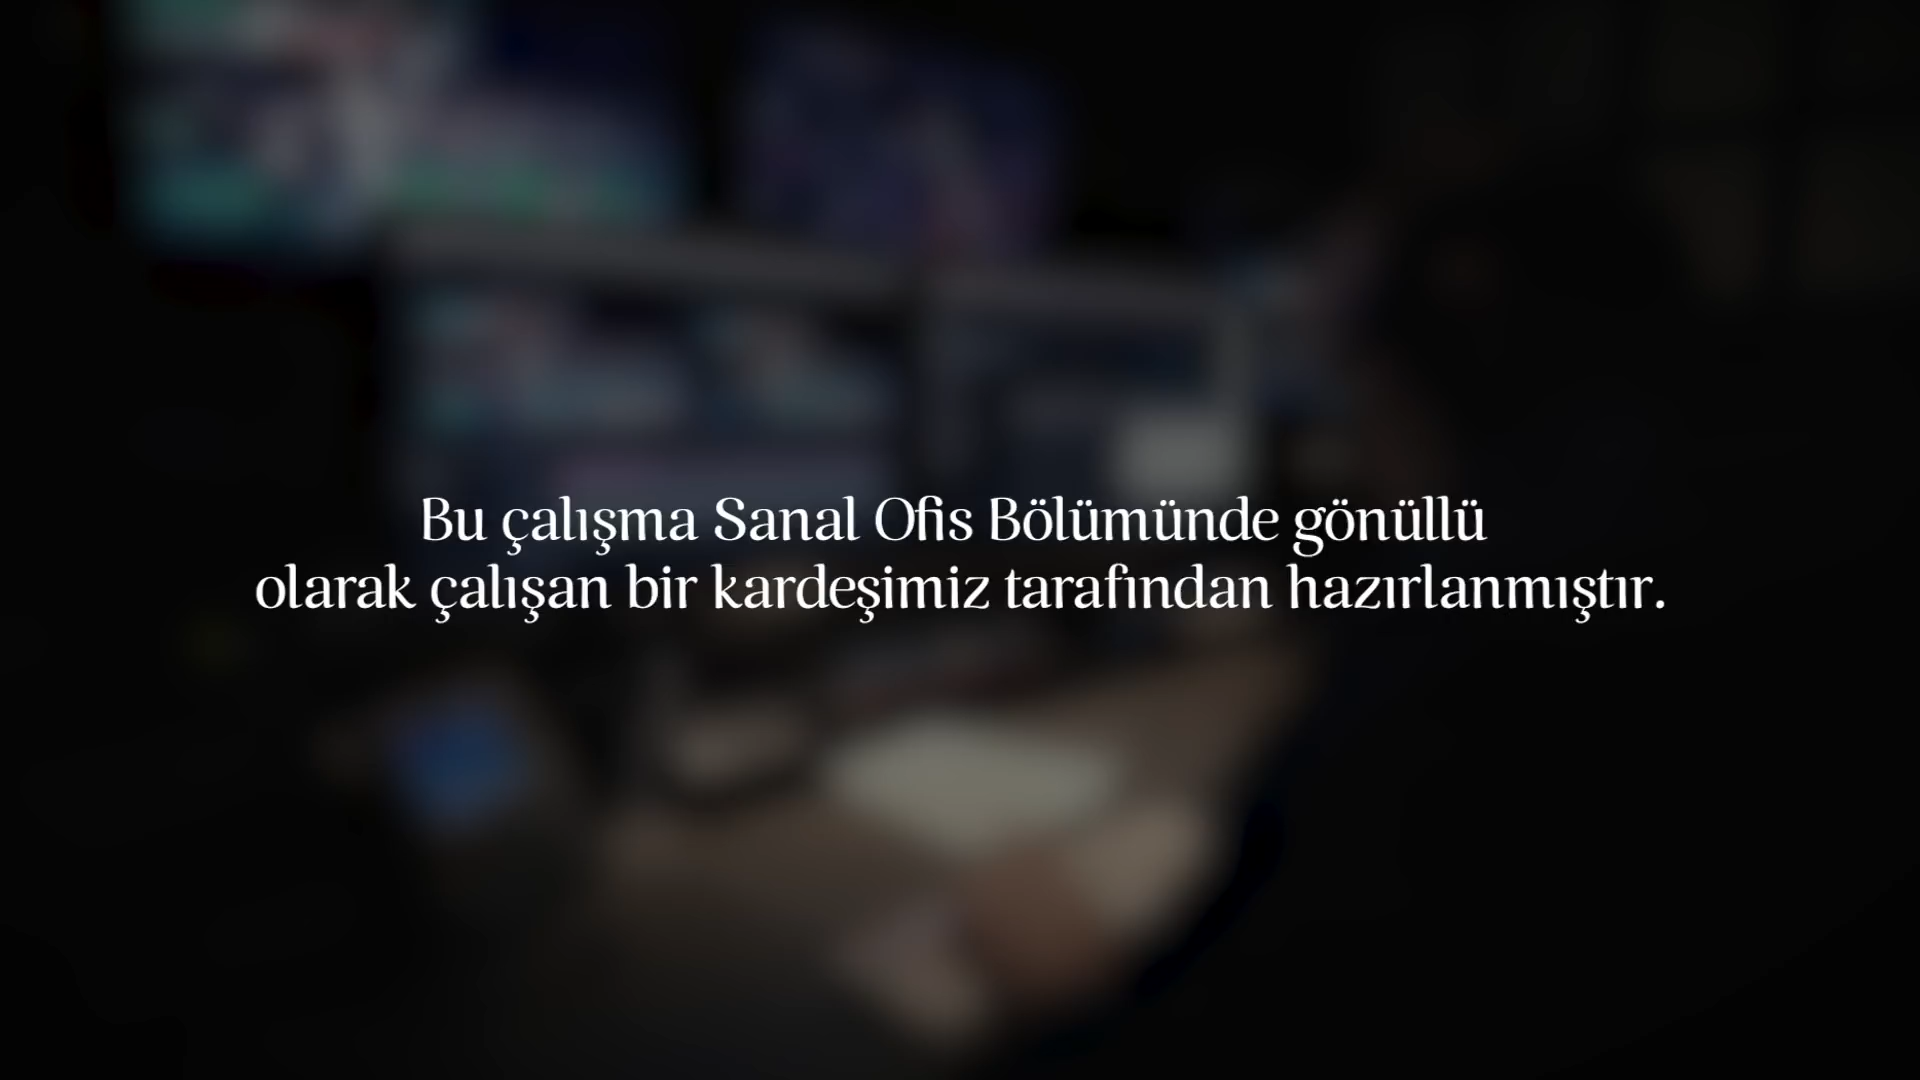 Bu çalışma Sanal Ofis Bölümünde gönüllü
olarak çalışan bir kardeşimiz tarafından hazırlanmıştır.